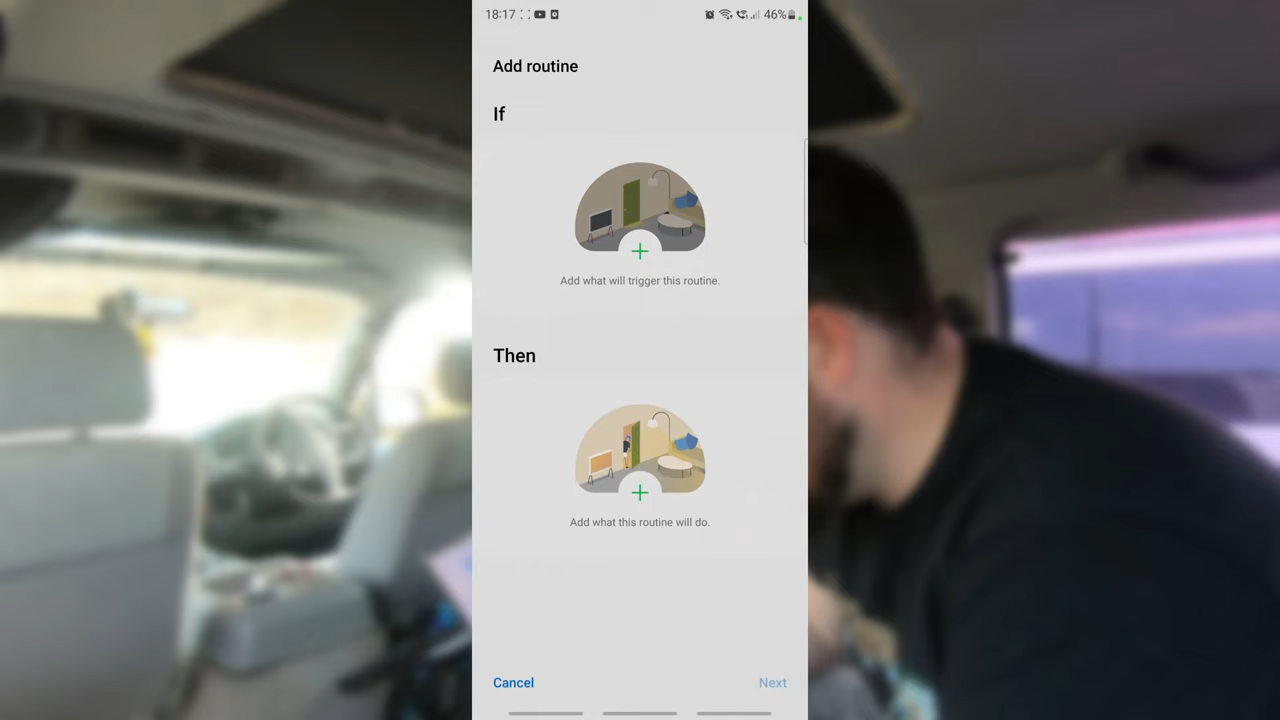 18:17
46%
Add routine
If
Add what will trigger this routine.
Then
Add what this routine will do.
Cancel
Next